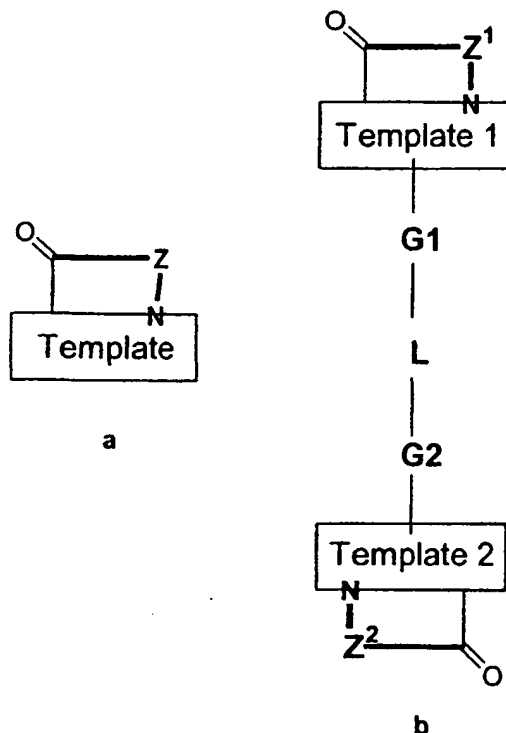 O
Z
N
Template
a
O
Z¹
N
Template 1
G1
L
G2
Template 2
N
Z²
O
b